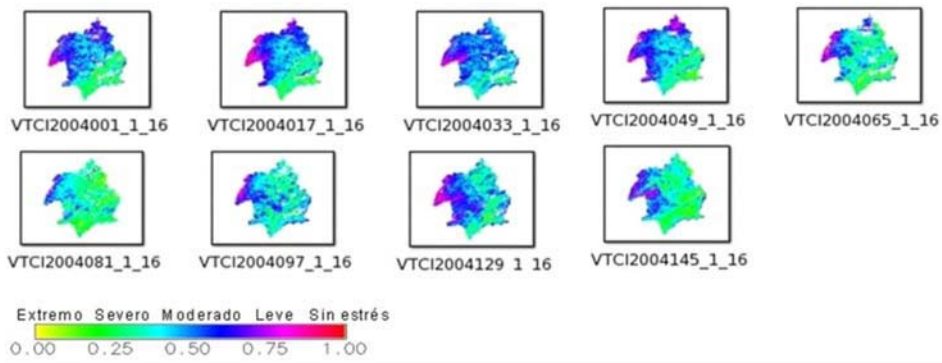 VTCI2004001_1_16 VTCI2004017_1_16 VTCI2004033_1_16 VTCI2004049_1_16 VTCI2004065_1_16
VTCI2004081_1_16 VTCI2004097_1_16 VTCI2004129 1 16 VTCI2004145_1_16
Extremo Severo Moderado Leve Sin estrés
0.00 0.25 0.50 0.75 1.00